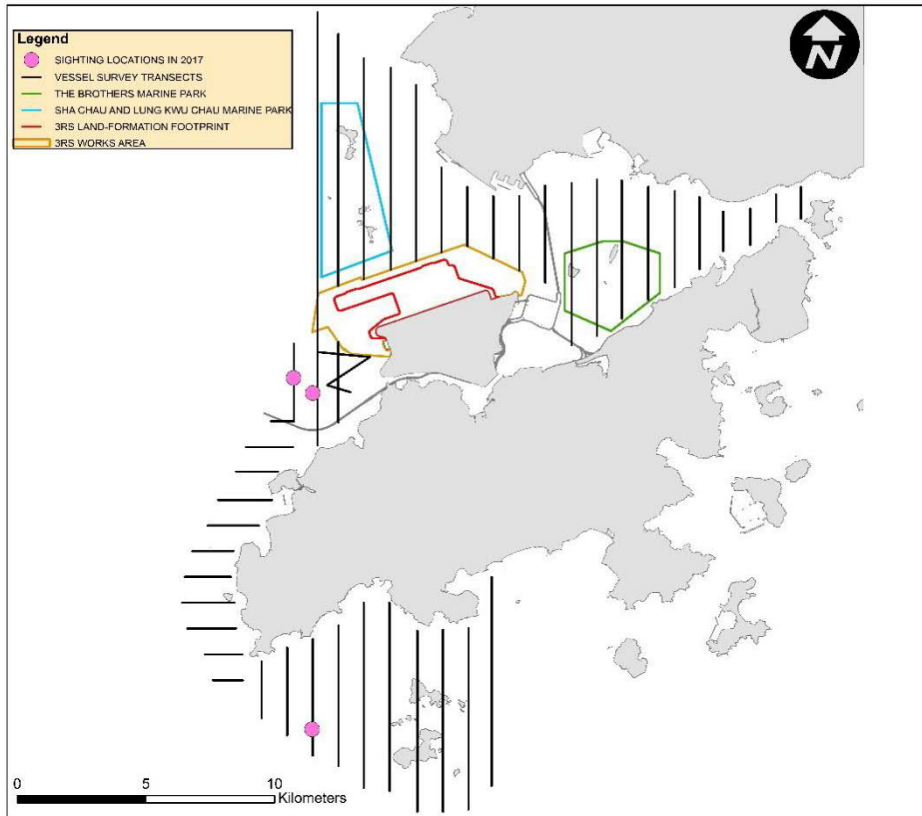 Legend
SIGHTING LOCATIONS IN 2017
VESSEL SURVEY TRANSECTS
THE BROTHERS MARINE PARK
SHA CHAU AND LUNG KWU CHAU MARINE PARK
3RS LAND-FORMATION FOOTPRINT
3RS WORKS AREA
N
0 5 10
Kilometers